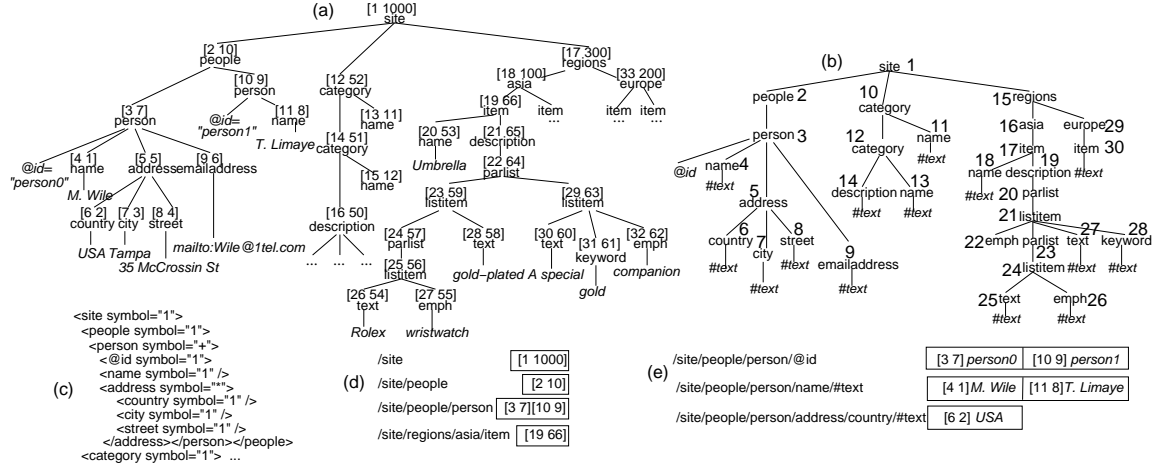 (a)
[1 1000]
site
[2 10]
people
[17,300]
regions
[10 9]
person
[12 52]
category
[18 100]
asia
[33 200]
europe
[3 7]
person
@id=
"person1"
[11 8]
name
T. Limaye
[13 11]
name
[19 66]
item
item
...
item
item
...
[14 51]
category
[20 53]
name
Umbrella
[21 65]
description
@id=
"person0"
[4 1]
name
M. Wile
[5 5]
address
[9 6]
emailaddress
[15 12]
name
[22 64]
parlist
[6 2]
country
[7 3]
city
[8 4]
street
USA
Tampa
35 McCrossin St
mailto:Wile@1tel.com
[16 50]
description
...
...
...
[23 59]
listitem
[29 63]
listitem
[24 57]
parlist
[28 58]
text
gold-plated
[30 60]
text
A special
[31 61]
keyword
gold
[32 62]
emph
companion
[25 56]
listitem
[26 54]
text
Rolex
[27 55]
emph
wristwatch
(b)
site 1
people 2
10
category
15 regions
person 3
12
category
11
name
#text
16 asia
europe 29
17 item
item 30
#text
@id
name 4
#text
18
name
#text
19
description
14
description
#text
13
name
#text
20 parlist
5
address
21 listitem
6
country
#text
7
city
#text
8
street
#text
9
emailaddress
#text
22 emph
#text
parlist
23
text
27
#text
28
keyword
#text
24 listitem
25 text
#text
emph 26
#text
(c)
<site symbol="1">
<people symbol="1">
<person symbol="+">
<@id symbol="1">
<name symbol="1" />
<address symbol="*">
<country symbol="1" />
<city symbol="1" />
<street symbol="1" />
</address></person></people>
<category symbol="1"> ...
(d)
/site [1 1000]
/site/people [2 10]
/site/people/person [3 7][10 9]
/site/regions/asia/item [19 66]
(e)
/site/people/person/@id [3 7] person0 [10 9] person1
/site/people/person/name/#text [4 1] M. Wile [11 8] T. Limaye
/site/people/person/address/country/#text [6 2] USA